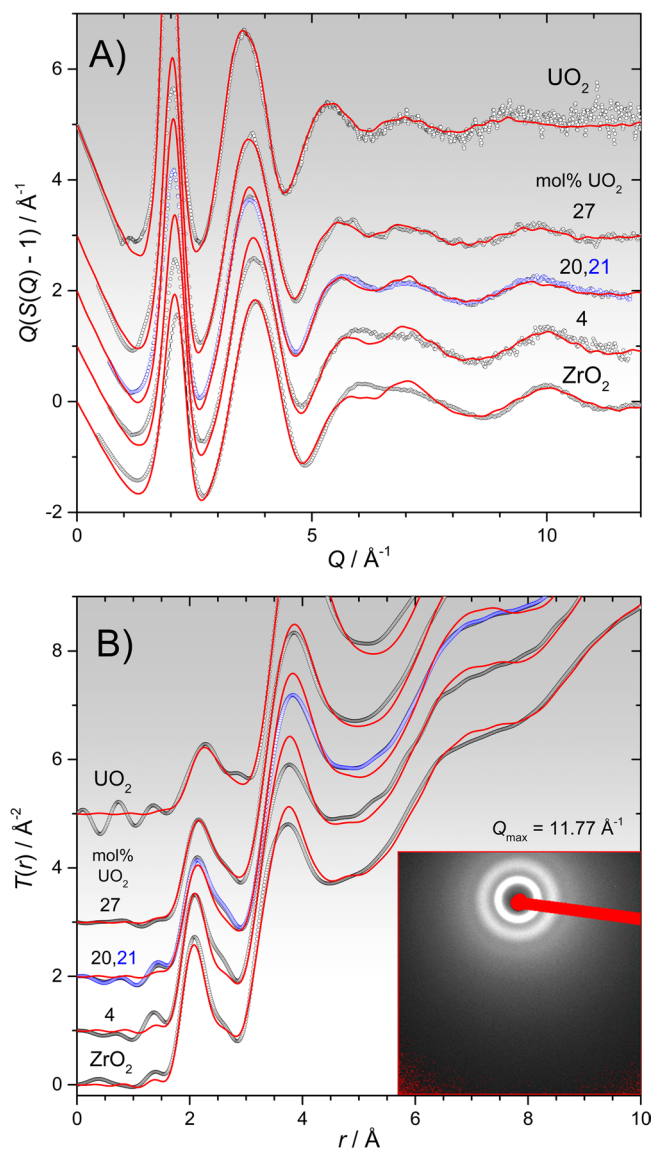 A)
6
4
2
0
-2
Q(S(Q) - 1) / Å⁻¹
UO₂
mol% UO₂
27
20,21
4
ZrO₂
0
5
10
Q / Å⁻¹
B)
8
6
4
2
0
T(r) / Å⁻²
UO₂
mol%
UO₂
27
20,21
4
ZrO₂
Qmax = 11.77 Å⁻¹
0
2
4
6
8
10
r / Å